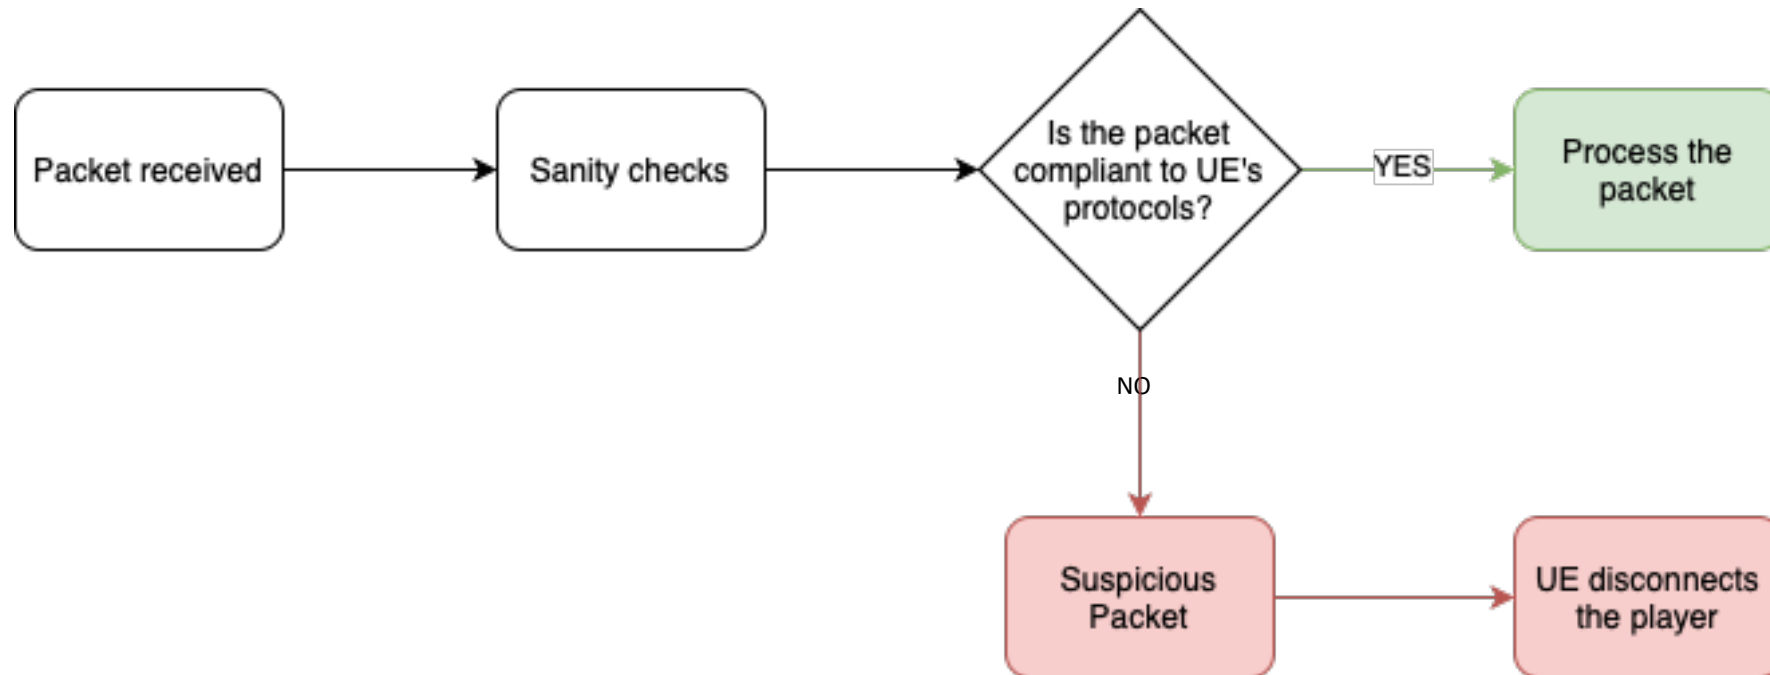 Packet received
Sanity checks
Is the packet
compliant to UE's
protocols?
YES
Process the
packet
NO
Suspicious
Packet
UE disconnects
the player